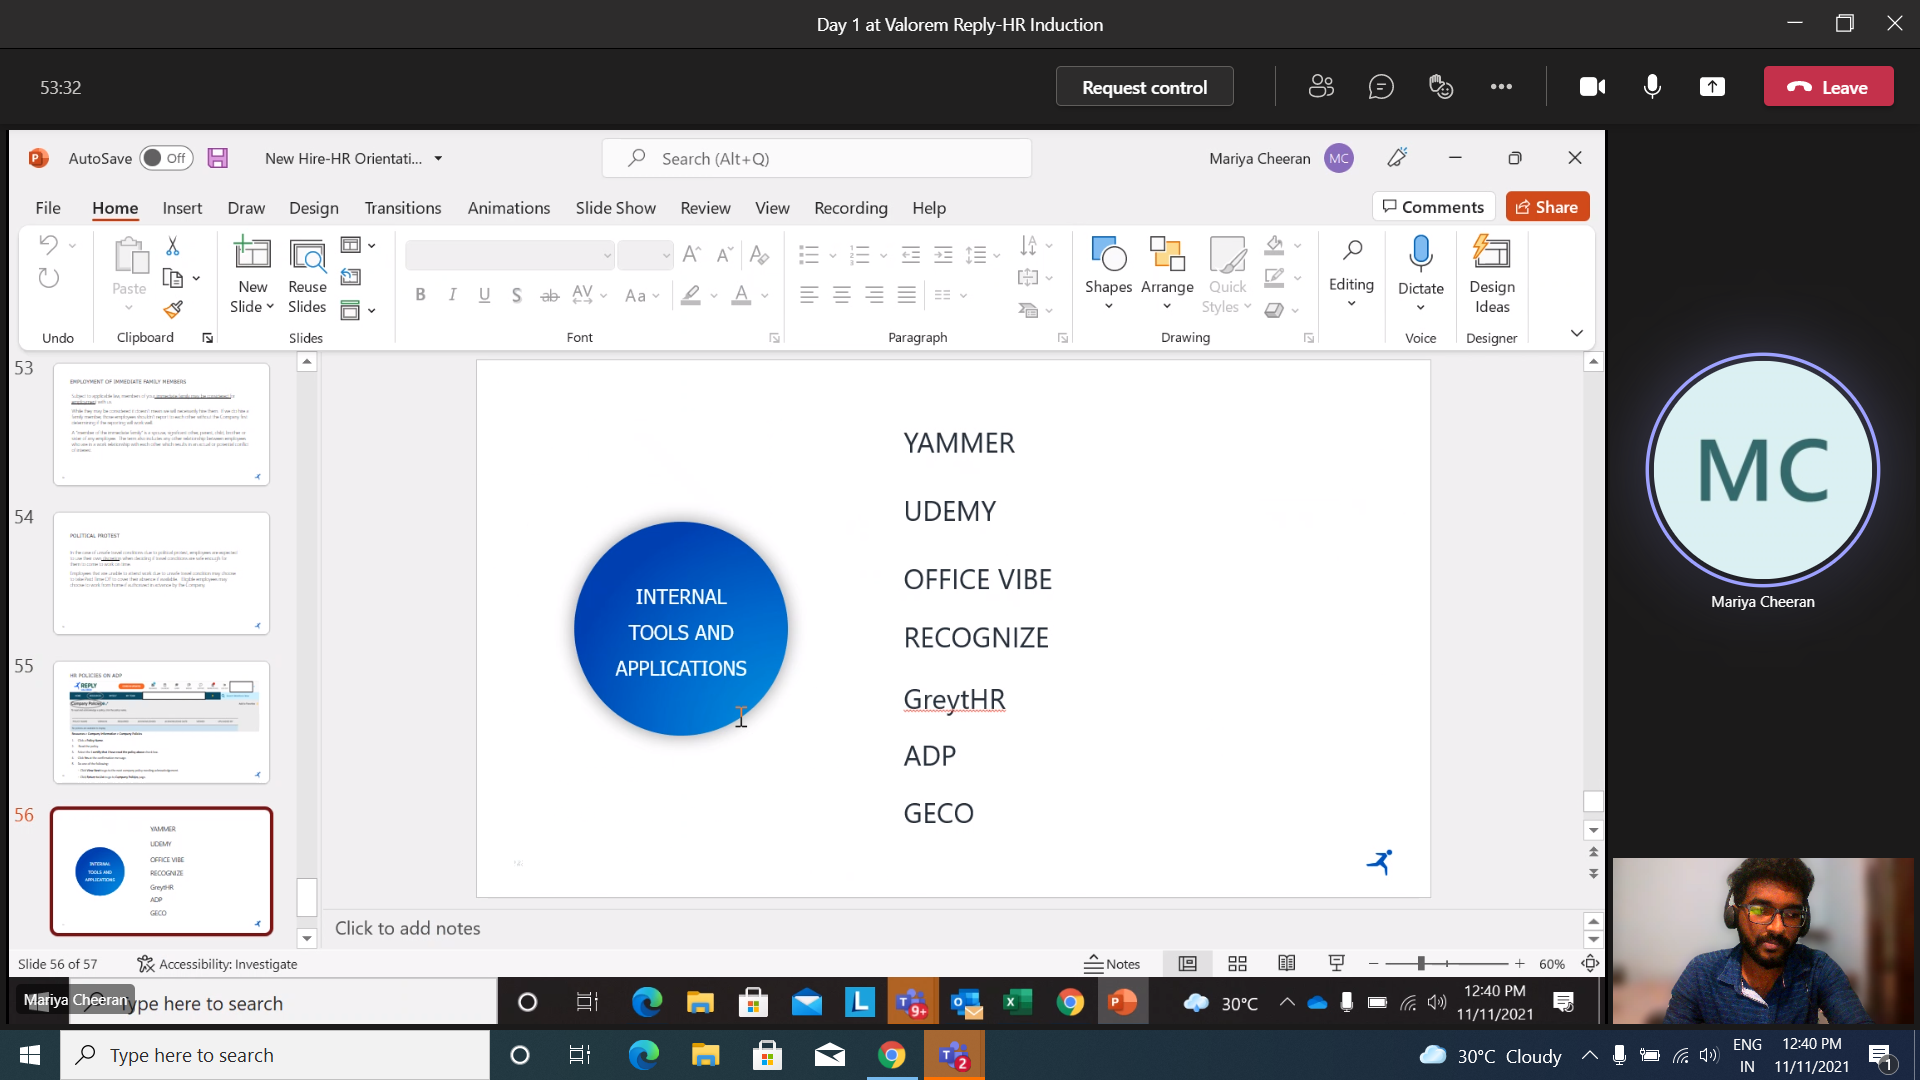 Day 1 at Valorem Reply-HR Induction
53:32
Request control
Leave
AutoSave Off
New Hire-HR Orientati...
Search (Alt+Q)
Mariya Cheeran MC
File Home Insert Draw Design Transitions Animations Slide Show Review View Recording Help
Comments Share
Paste
New Slide
Reuse Slides
Shapes
Arrange
Quick Styles
Editing
Dictate
Design Ideas
Undo Clipboard Slides Font Paragraph Drawing Voice Designer
53
EMPLOYMENT OF IMMEDIATE FAMILY MEMBERS
54
POLITICAL PROTEST
55
HR POLICIES ON ADP
REPLY
56
INTERNAL
TOOLS AND
APPLICATIONS
YAMMER
UDEMY
OFFICE VIBE
RECOGNIZE
GreytHR
ADP
GECO
INTERNAL
TOOLS AND
APPLICATIONS
YAMMER
UDEMY
OFFICE VIBE
RECOGNIZE
GreytHR
ADP
GECO
Click to add notes
Slide 56 of 57
Accessibility: Investigate
Notes
60%
MC
Mariya Cheeran
Mariya Cheeran
ype here to search
9+
30°C
12:40 PM
11/11/2021
Type here to search
2
30°C Cloudy
ENG
IN
12:40 PM
11/11/2021
1